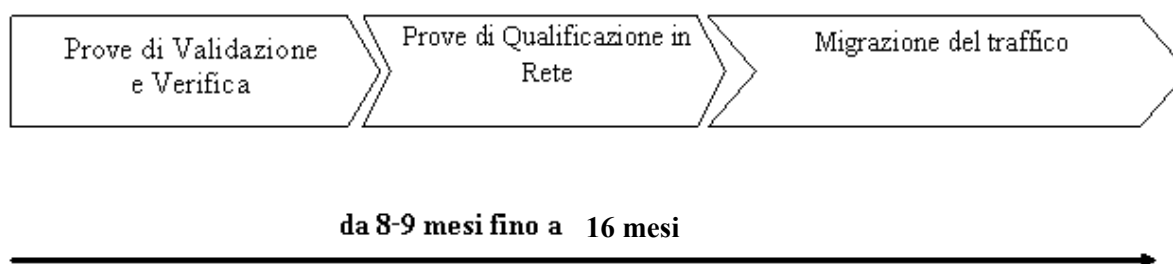 Prove di Validazione
e Verifica
Prove di Qualificazione in
Rete
Migrazione del traffico
da 8-9 mesi fino a 16 mesi